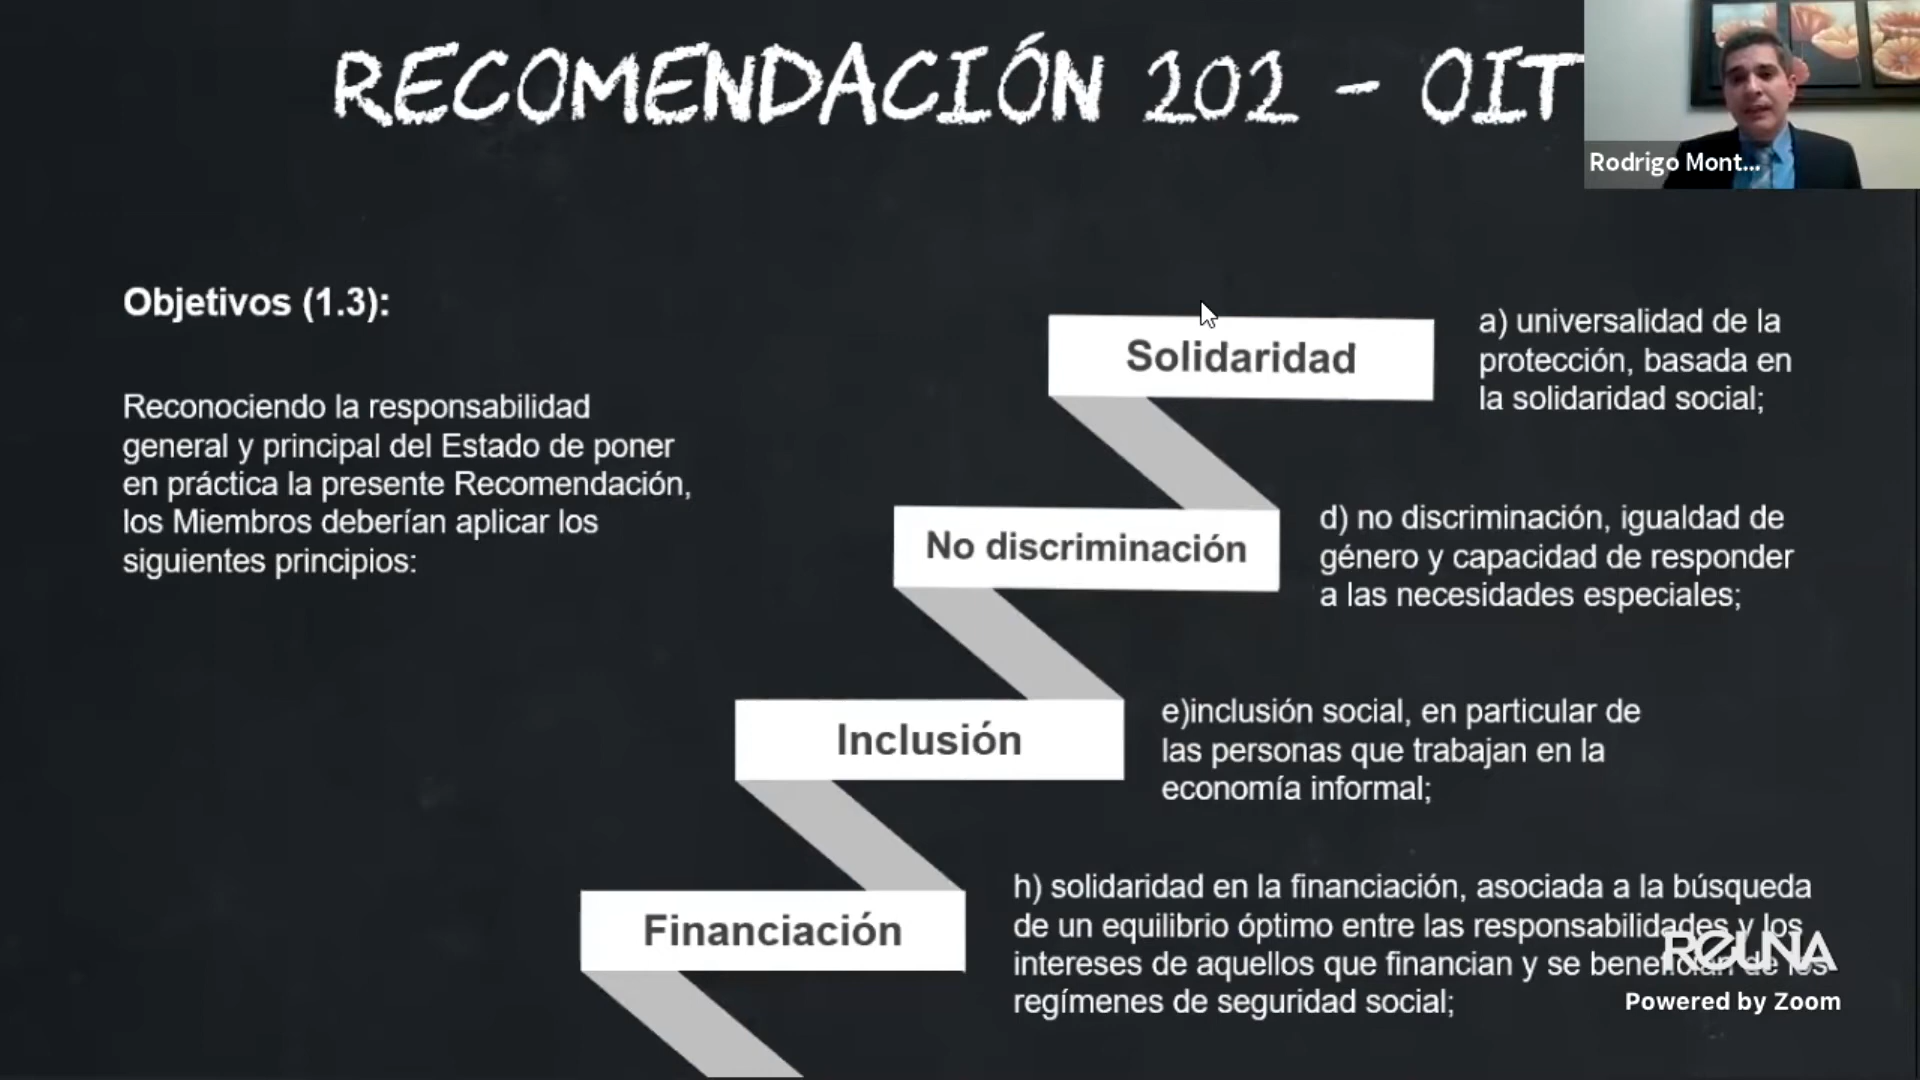 RECOMENDACIÓN 202 - OIT
Rodrigo Mont...
Objetivos (1.3):
Reconociendo la responsabilidad
general y principal del Estado de poner
en práctica la presente Recomendación,
los Miembros deberían aplicar los
siguientes principios:
Solidaridad
a) universalidad de la
protección, basada en
la solidaridad social;
No discriminación
d) no discriminación, igualdad de
género y capacidad de responder
a las necesidades especiales;
Inclusión
e)inclusión social, en particular de
las personas que trabajan en la
economía informal;
Financiación
h) solidaridad en la financiación, asociada a la búsqueda
de un equilibrio óptimo entre las responsabilidades y los
intereses de aquellos que financian y se benefician de los
regímenes de seguridad social;
REUNA
Powered by Zoom